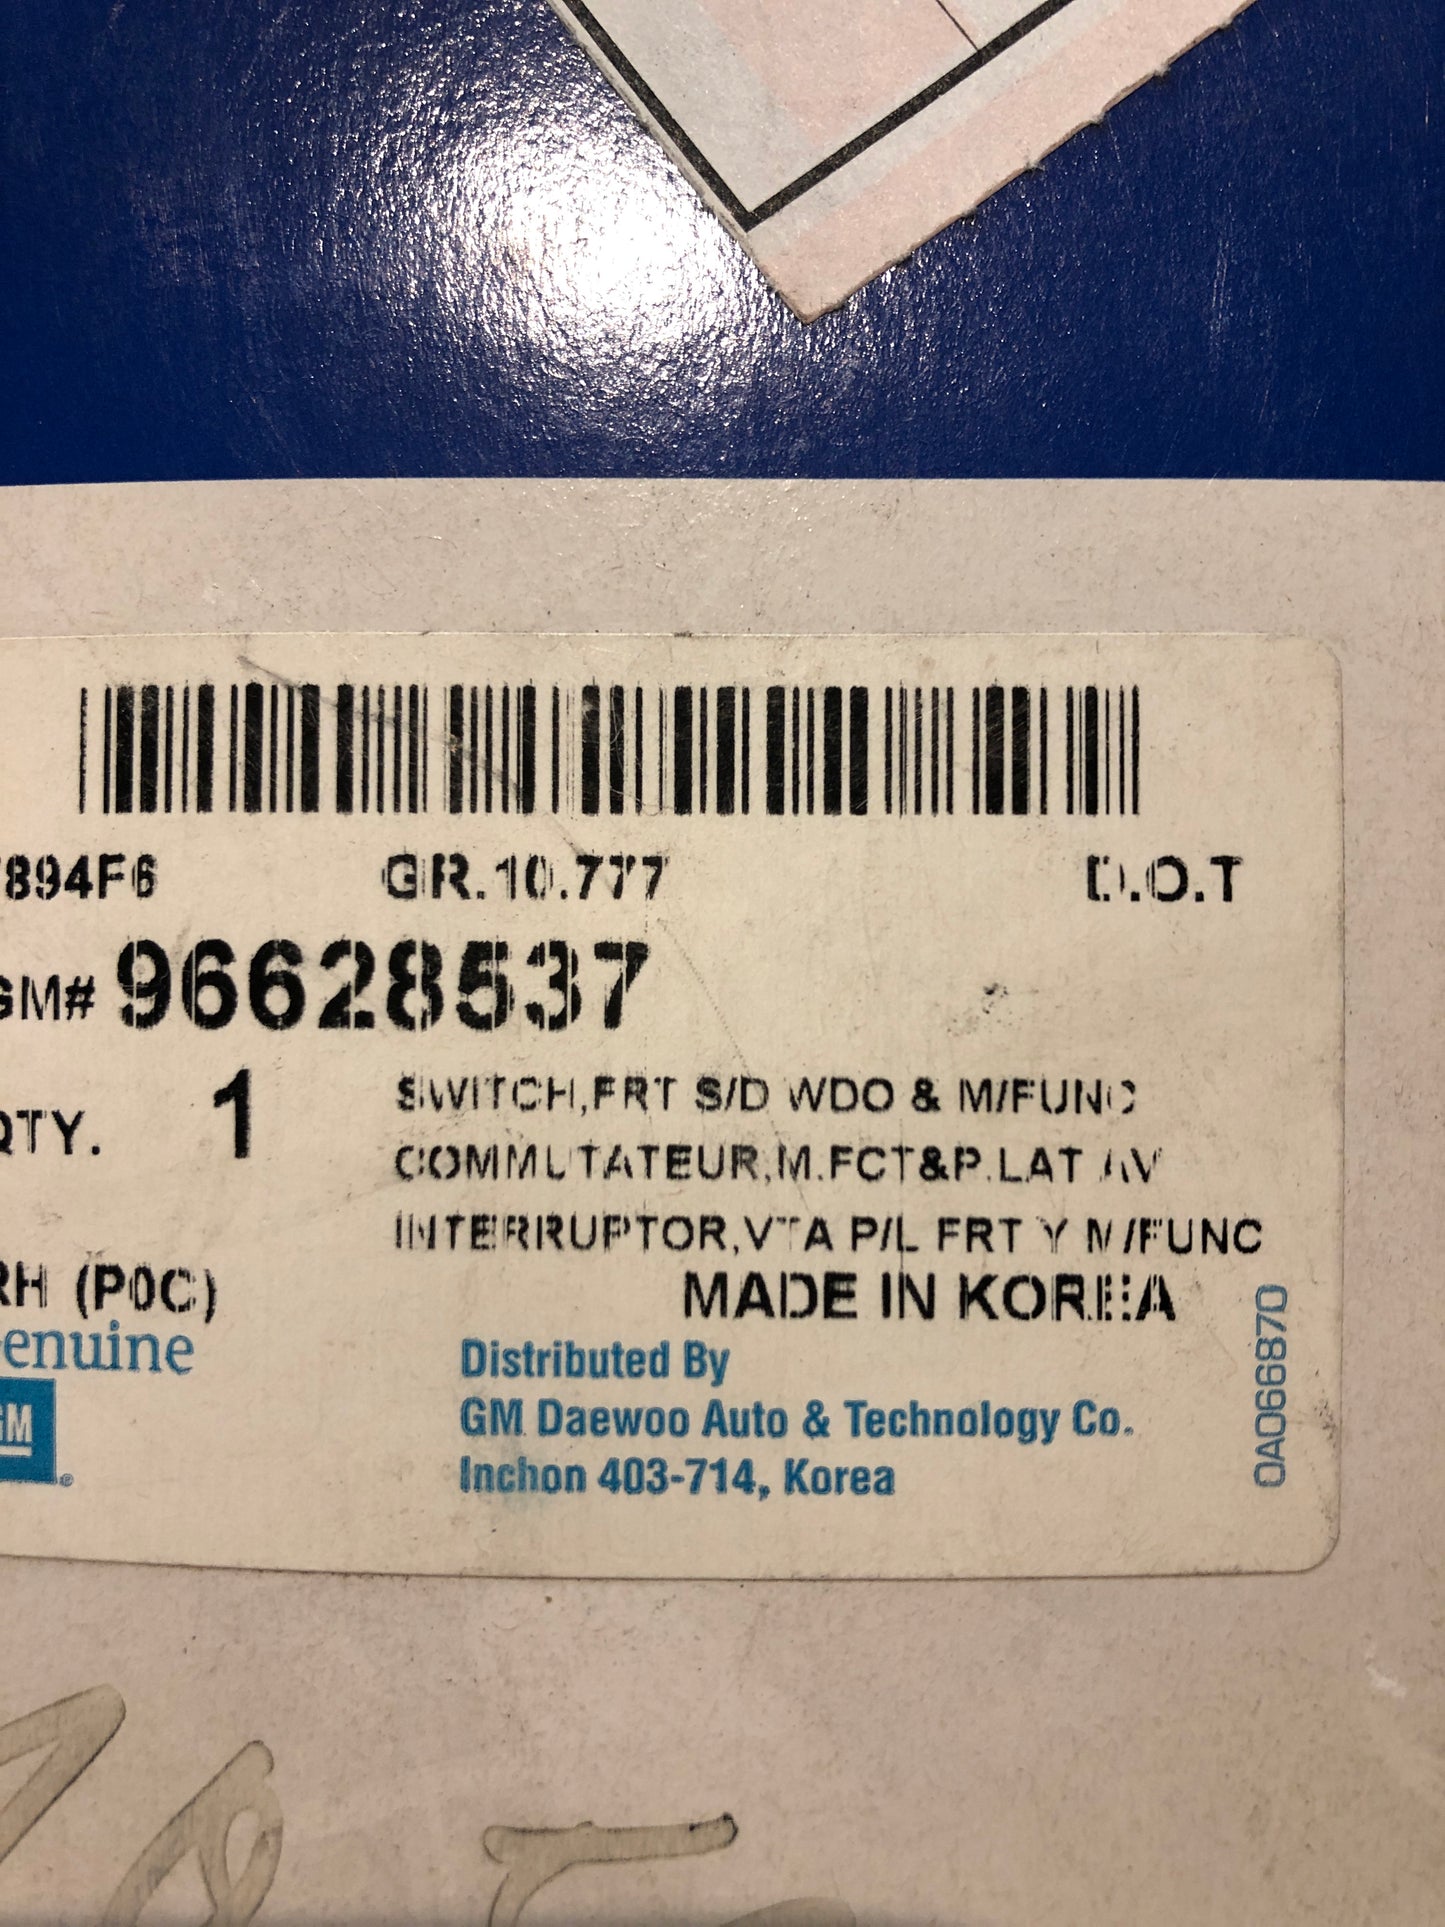 894F6 GR.10.777 D.O.T
GM# 96628537
QTY. 1 SWITCH,FRT S/D WDO & M/FUNC
COMMUTATEUR,M.FCT&P.LAT AV
INTERRUPTOR,VTA P/L FRT Y M/FUNC
RH (P0C) MADE IN KOREA
enuine
GM
Distributed By
GM Daewoo Auto & Technology Co.
Inchon 403-714, Korea
0A066870